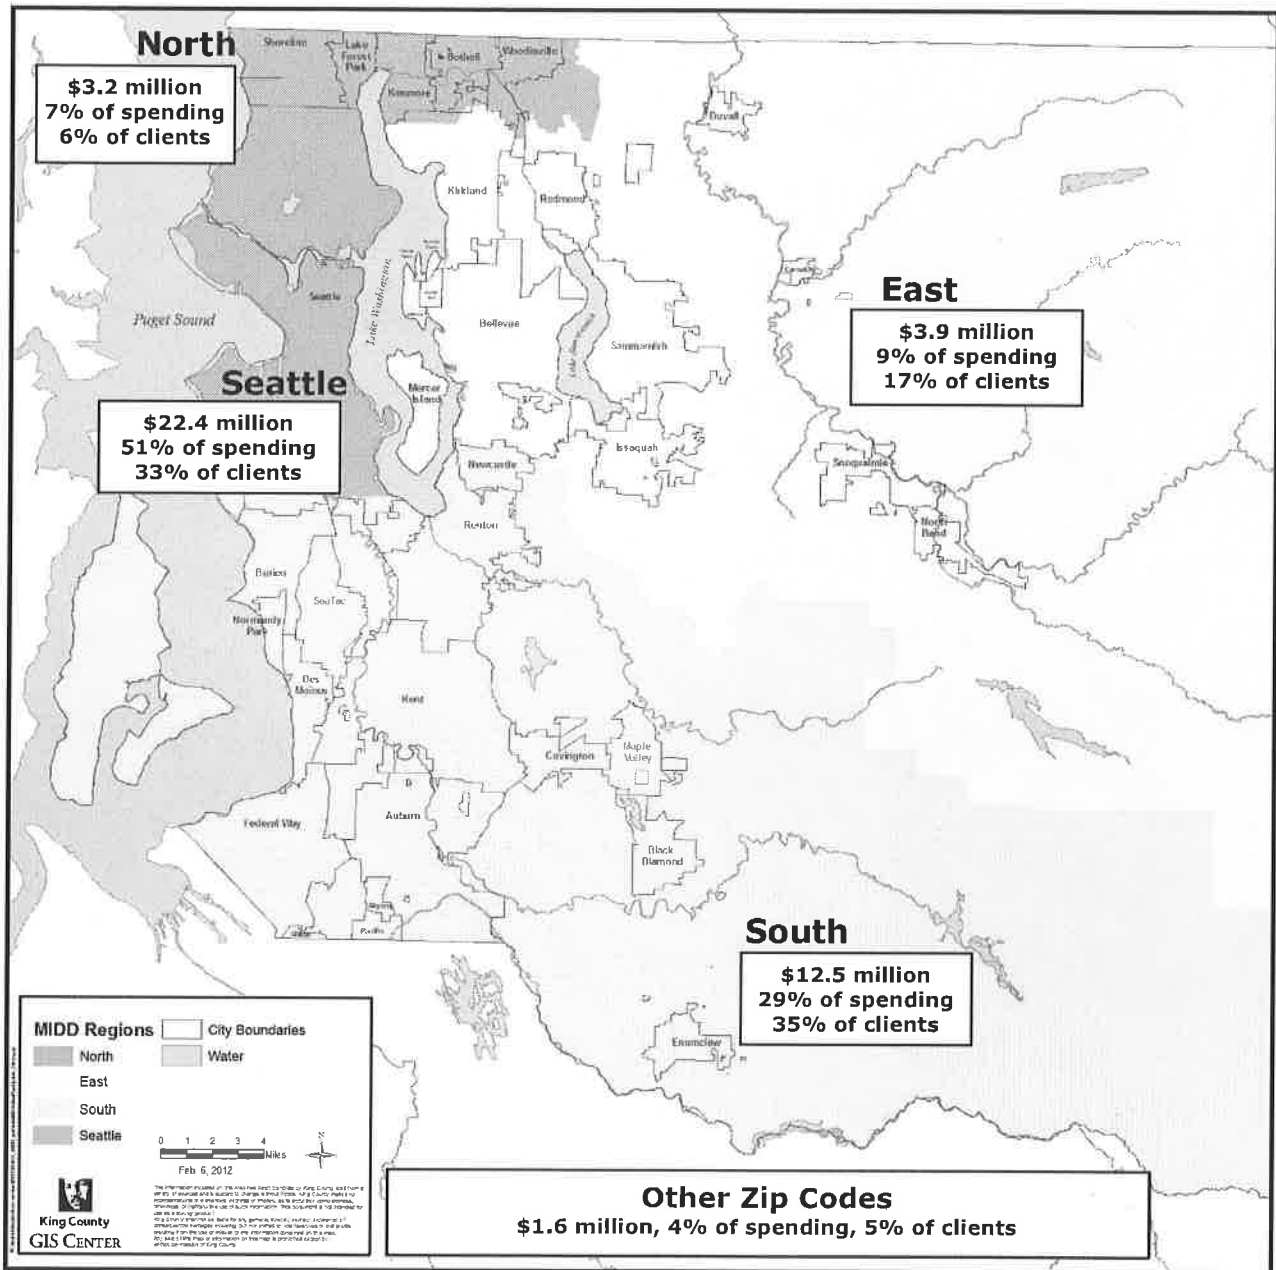 North
$3.2 million
7% of spending
6% of clients
Shoreline
Lake
Forest
Park
Bothell
Woodinville
Kenmore
Duvall
Kirkland
Redmond
Seattle
Lake Washington
Puget Sound
Bellevue
Sammamish
East
$3.9 million
9% of spending
17% of clients
Seattle
$22.4 million
51% of spending
33% of clients
Mercer
Island
Issaquah
Newcastle
Snoqualmie
North
Bend
Renton
Burien
SeaTac
Normandy
Park
Des
Moines
Kent
Covington
Maple
Valley
Federal Way
Auburn
Black
Diamond
Algona
Pacific
South
$12.5 million
29% of spending
35% of clients
Enumclaw
MIDD Regions
City Boundaries
North
Water
East
South
Seattle
0 1 2 3 4
Miles
N
Feb 6, 2012
King County
GIS CENTER
Other Zip Codes
$1.6 million, 4% of spending, 5% of clients